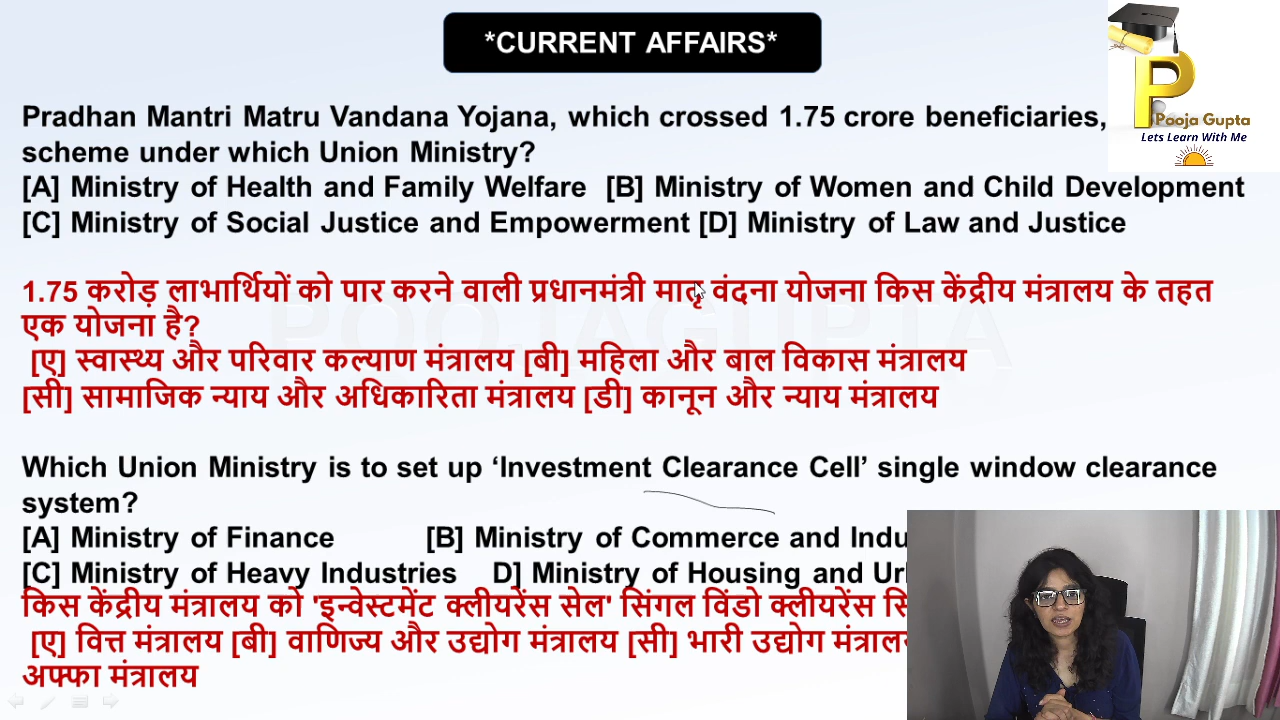 *CURRENT AFFAIRS*
Pooja Gupta
Lets Learn With Me
Pradhan Mantri Matru Vandana Yojana, which crossed 1.75 crore beneficiaries,
scheme under which Union Ministry?
[A] Ministry of Health and Family Welfare [B] Ministry of Women and Child Development
[C] Ministry of Social Justice and Empowerment [D] Ministry of Law and Justice
1.75 करोड़ लाभार्थियों को पार करने वाली प्रधानमंत्री मातृ वंदना योजना किस केंद्रीय मंत्रालय के तहत
एक योजना है?
[ए] स्वास्थ्य और परिवार कल्याण मंत्रालय [बी] महिला और बाल विकास मंत्रालय
[सी] सामाजिक न्याय और अधिकारिता मंत्रालय [डी] कानून और न्याय मंत्रालय
POOJAGUPTA
Which Union Ministry is to set up ‘Investment Clearance Cell’ single window clearance
system?
[A] Ministry of Finance [B] Ministry of Commerce and
[C] Ministry of Heavy Industries D] Ministry of Housing and
किस केंद्रीय मंत्रालय को 'इन्वेस्टमेंट क्लीयरेंस सेल' सिंगल विंडो क्लीयरेंस
[ए] वित्त मंत्रालय [बी] वाणिज्य और उद्योग मंत्रालय [सी] भारी उद्योग मंत्रालय
अफ्फा मंत्रालय